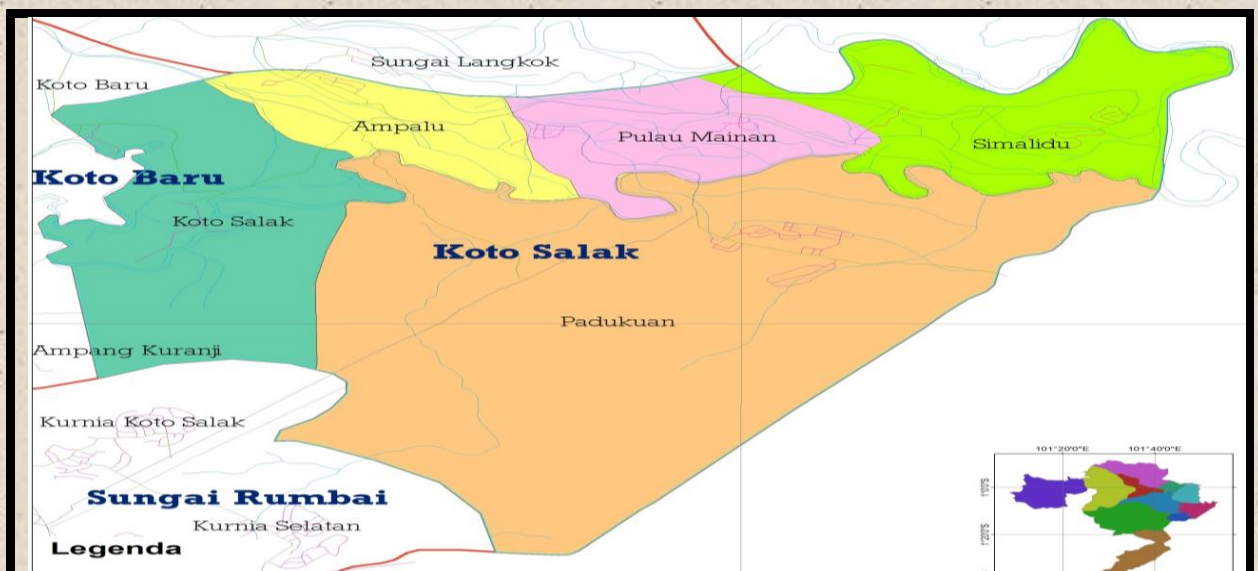 Sungai Langkok
Koto Baru
Ampalu
Pulau Mainan
Simalidu
Koto Baru
Koto Salak
Koto Salak
Padukuan
Ampang Kuranji
Kurnia Koto Salak
Sungai Rumbai
Kurnia Selatan
Legenda
101°20'0"E 101°40'0"E